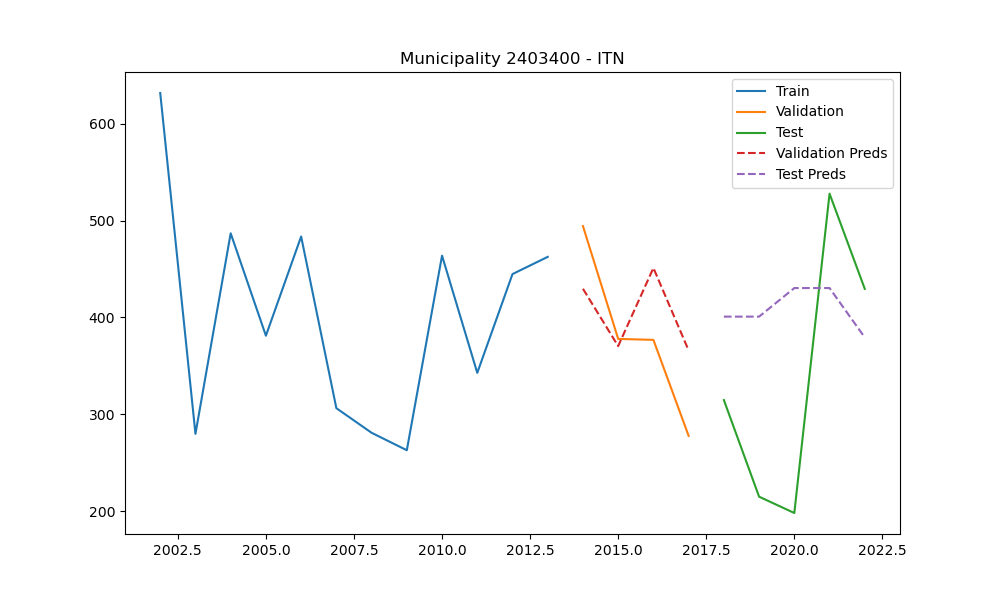 Municipality 2403400 - ITN
Train
Validation
Test
Validation Preds
Test Preds
600
500
400
300
200
2002.5 2005.0 2007.5 2010.0 2012.5 2015.0 2017.5 2020.0 2022.5